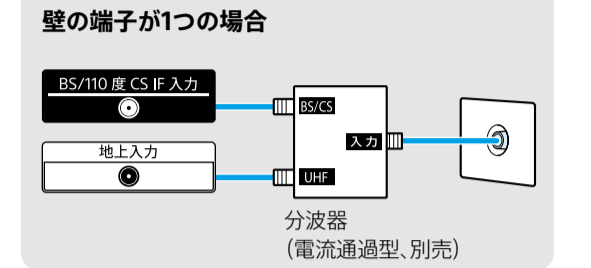 壁の端子が1つの場合
BS/110 度 CS IF 入力
BS/CS
入力
地上入力
UHF
分波器
(電流通過型、別売)